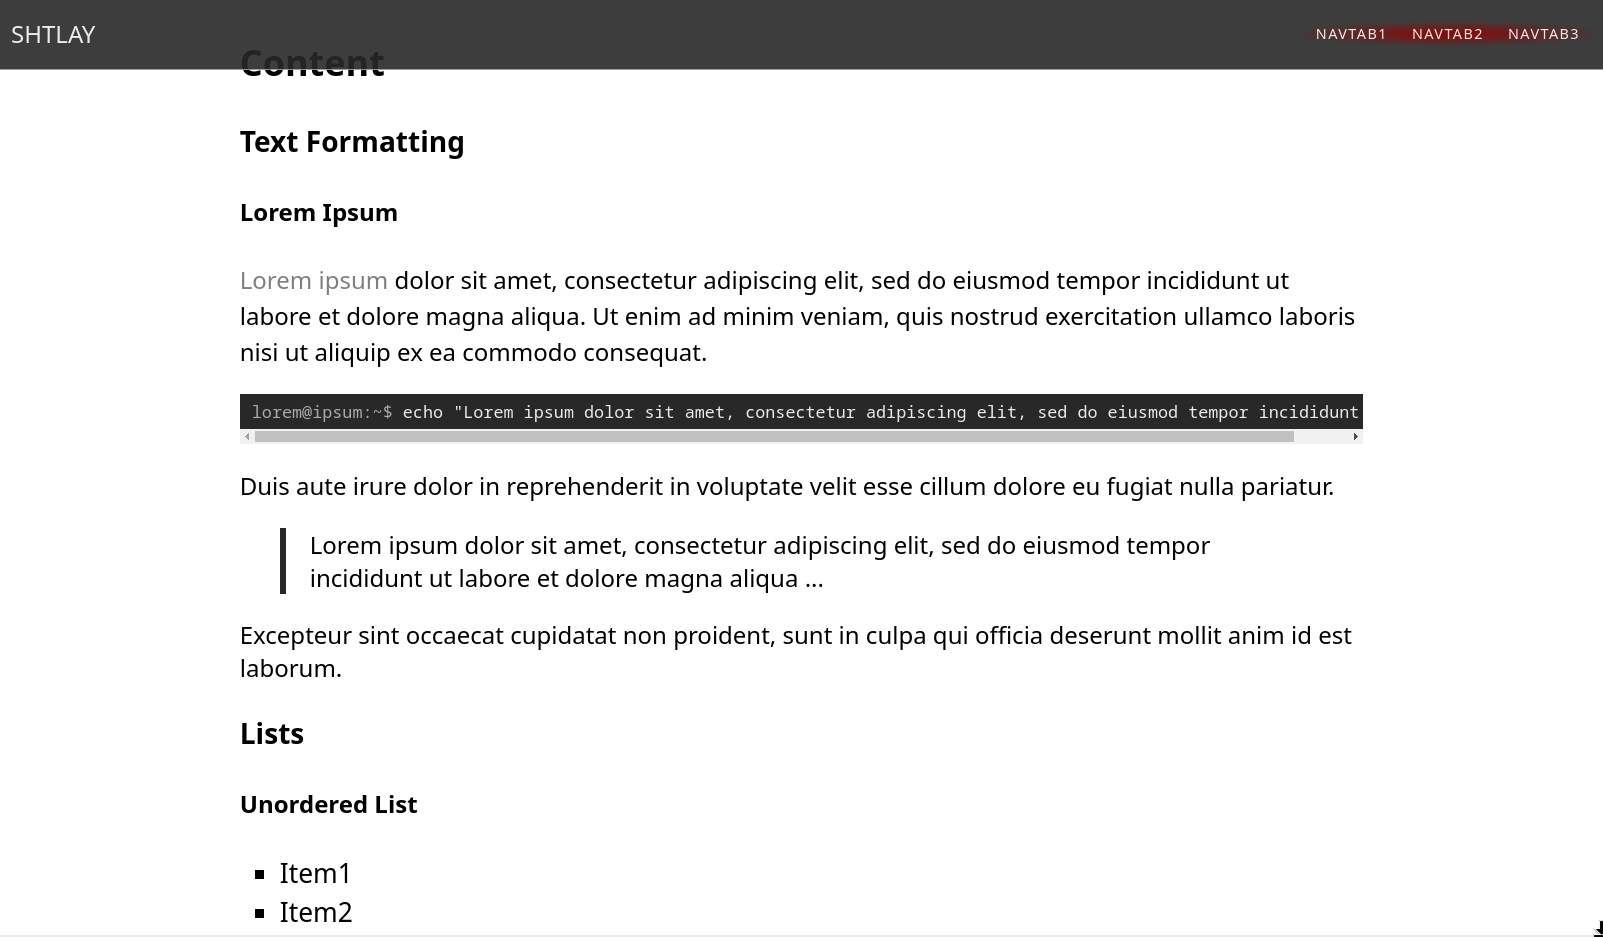 SHTLAY
NAVTAB1 NAVTAB2 NAVTAB3
Content
Text Formatting
Lorem Ipsum
Lorem ipsum dolor sit amet, consectetur adipiscing elit, sed do eiusmod tempor incididunt ut
labore et dolore magna aliqua. Ut enim ad minim veniam, quis nostrud exercitation ullamco laboris
nisi ut aliquip ex ea commodo consequat.
lorem@ipsum:~$ echo "Lorem ipsum dolor sit amet, consectetur adipiscing elit, sed do eiusmod tempor incididunt
Duis aute irure dolor in reprehenderit in voluptate velit esse cillum dolore eu fugiat nulla pariatur.
Lorem ipsum dolor sit amet, consectetur adipiscing elit, sed do eiusmod tempor
incididunt ut labore et dolore magna aliqua ...
Excepteur sint occaecat cupidatat non proident, sunt in culpa qui officia deserunt mollit anim id est
laborum.
Lists
Unordered List
Item1
Item2